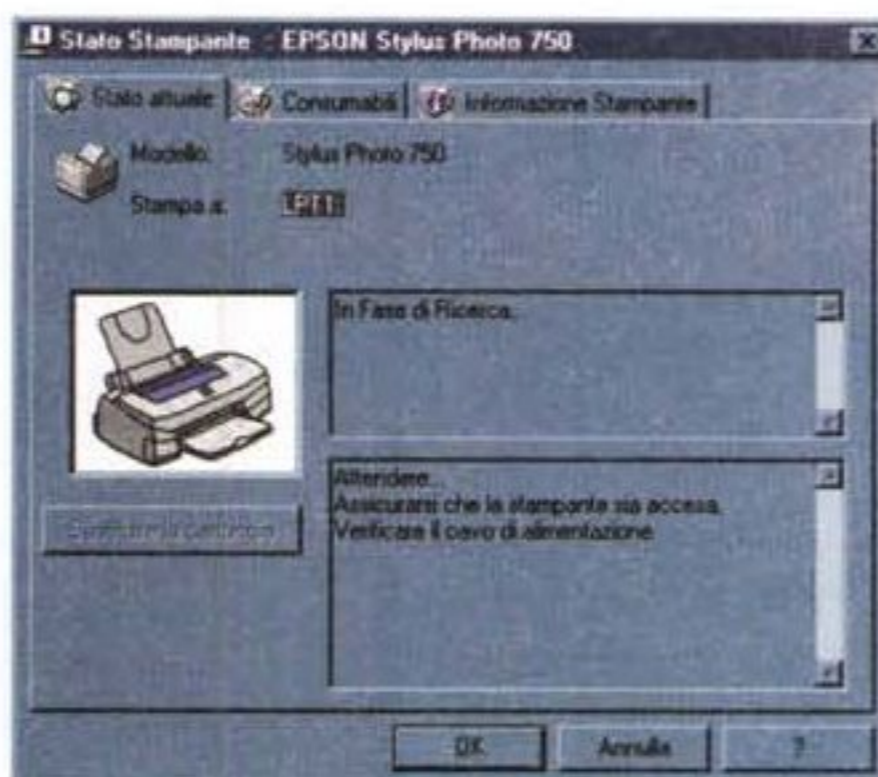 Stato Stampante - EPSON Stylus Photo 750
Stato attuale Consumabili Informazione Stampante
Modello: Stylus Photo 750
Stampa a: LPT1:
In Fase di Ricerca.
Attendere...
Assicurarsi che la stampante sia accesa.
Verificare il cavo di alimentazione.
OK Annulla ?